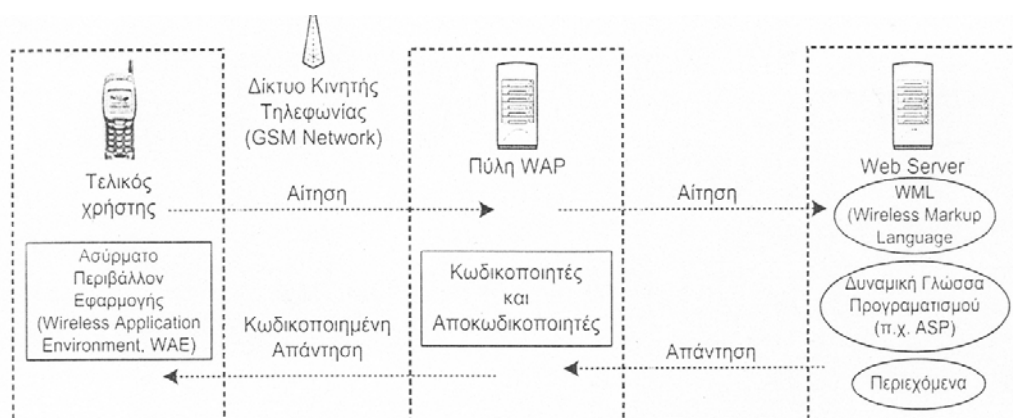 Δίκτυο Κινητής
Τηλεφωνίας
(GSM Network)
Τελικός
χρήστης
Πύλη WAP
Web Server
Αίτηση
Αίτηση
WML
(Wireless Markup
Language
Ασύρματο
Περιβάλλον
Εφαρμογής
(Wireless Application
Environment, WAE)
Κωδικοποιητές
και
Αποκωδικοποιητές
Δυναμική Γλώσσα
Προγραματισμού
(π.χ. ASP)
Κωδικοποιημένη
Απάντηση
Απάντηση
Περιεχόμενα